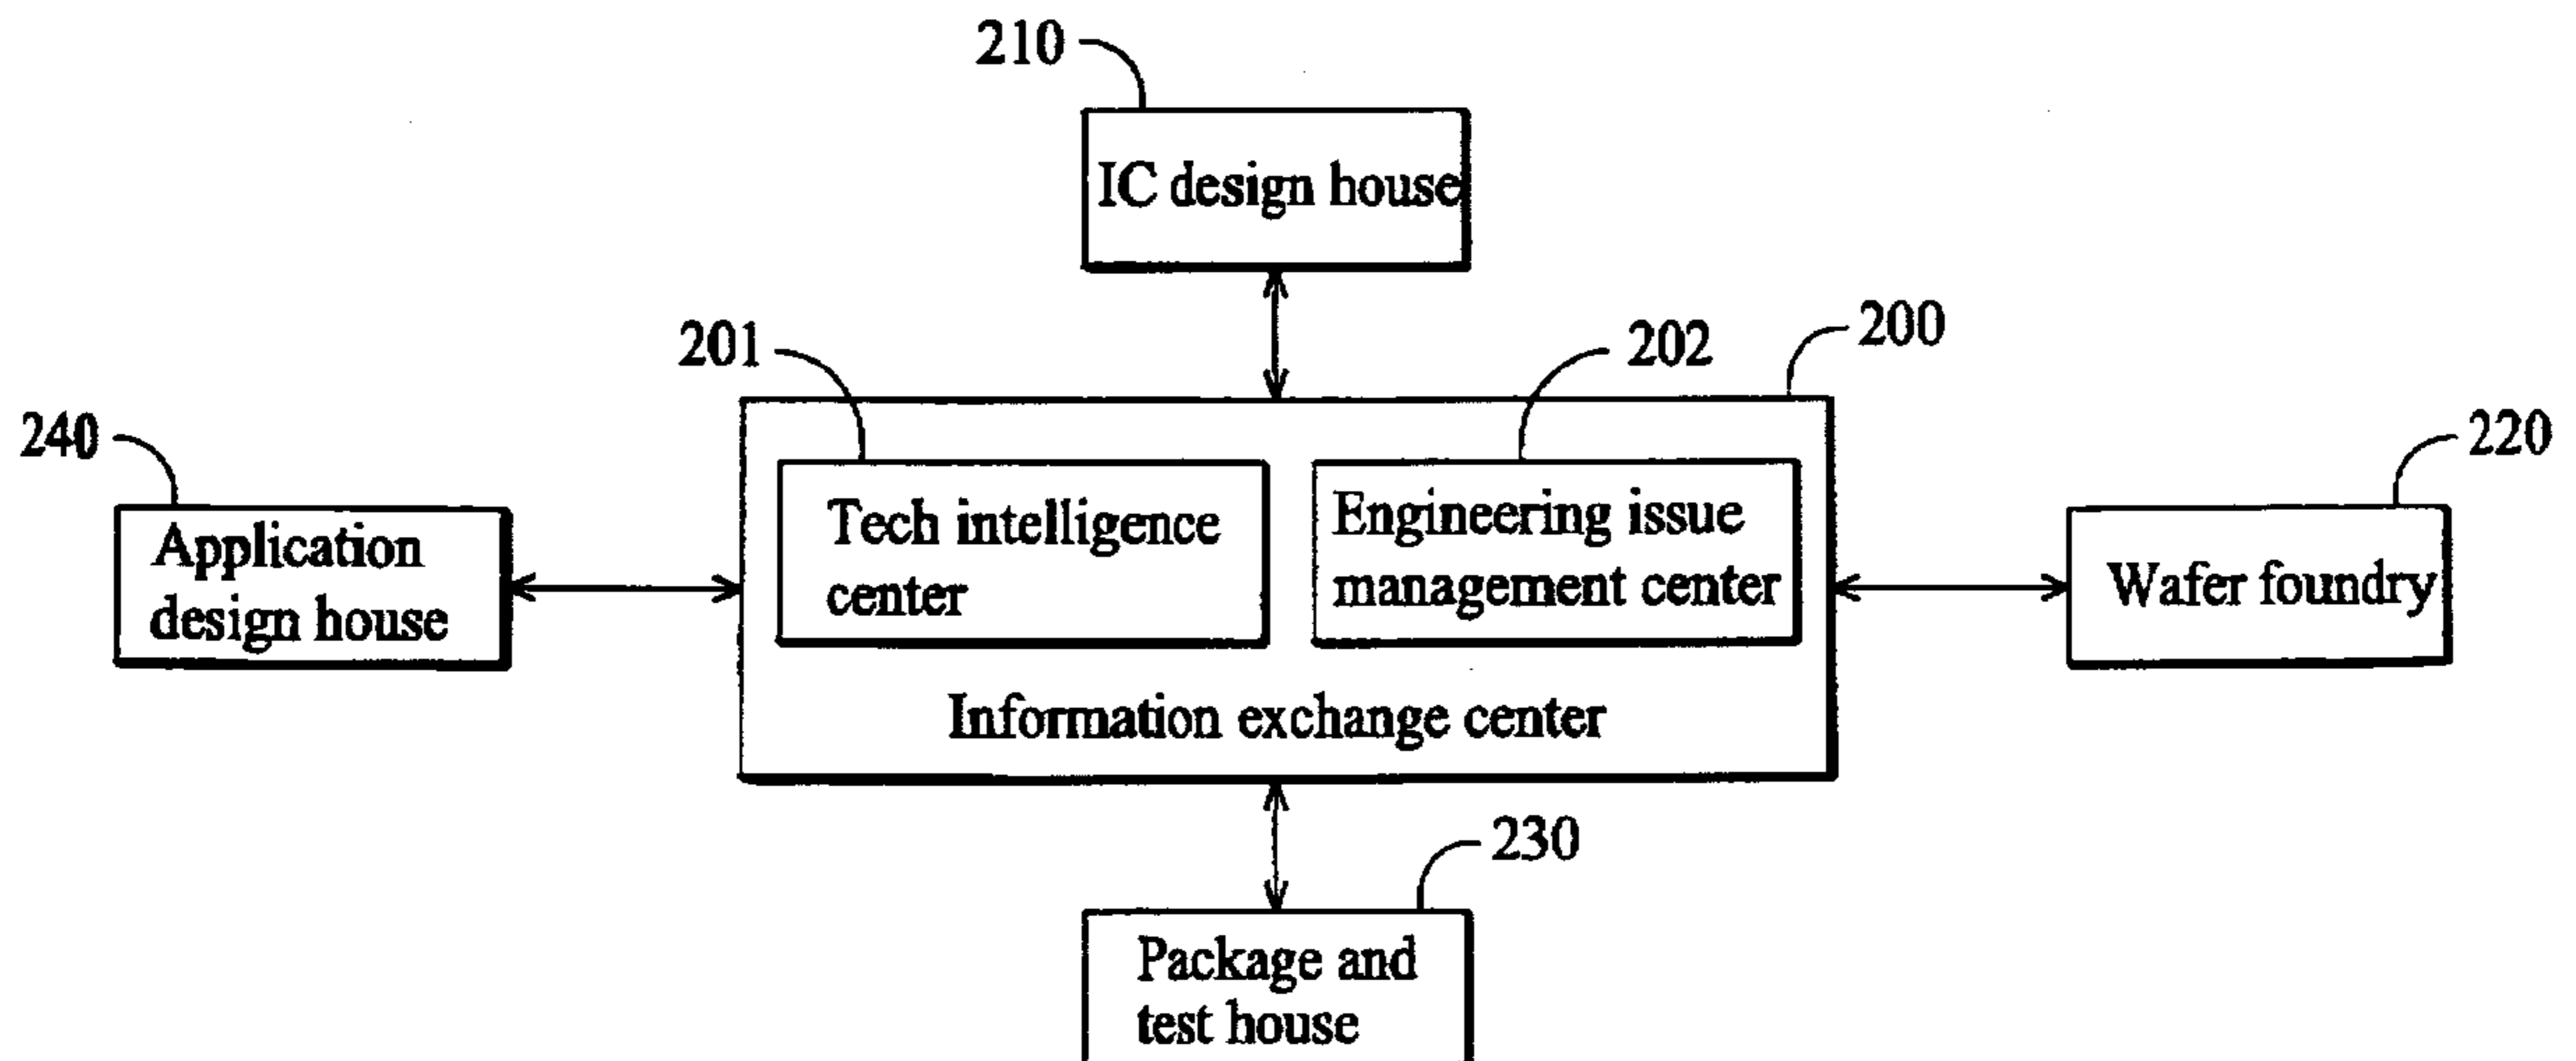 210
IC design house
201
202
200
240
220
Application
design house
Tech intelligence
center
Engineering issue
management center
Wafer foundry
Information exchange center
230
Package and
test house